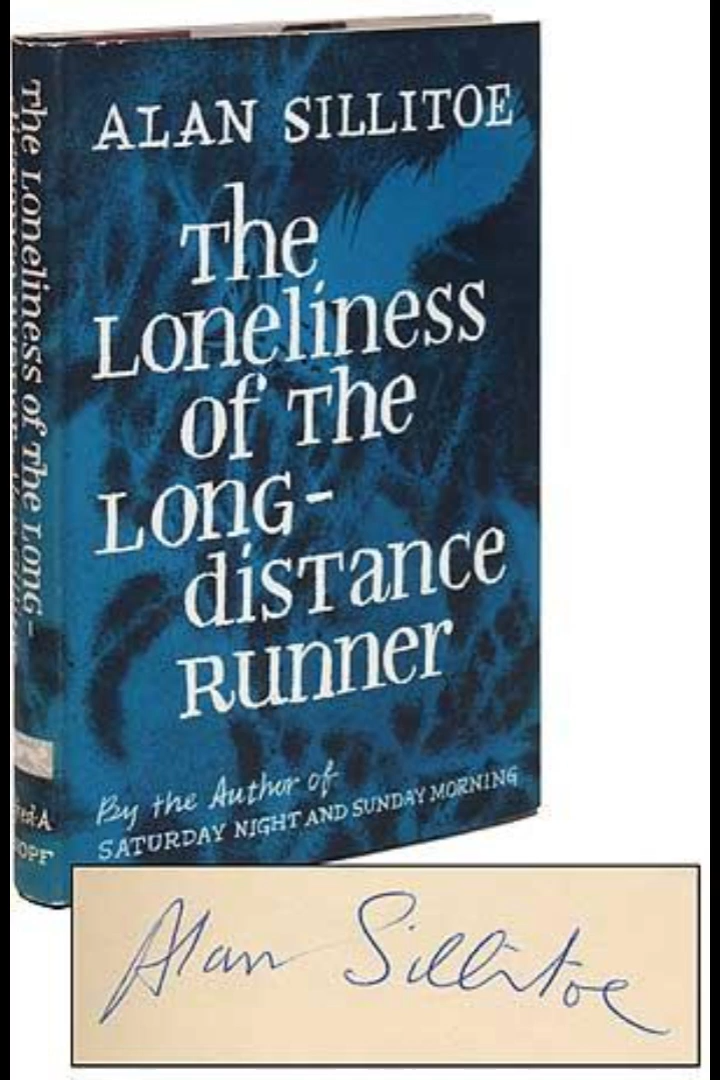 ALAN SILLITOE
The
Loneliness
of The
Long-
distance
Runner
By the Author of
SATURDAY NIGHT AND SUNDAY MORNING
The Loneliness of The Long-
Alan Sillitoe